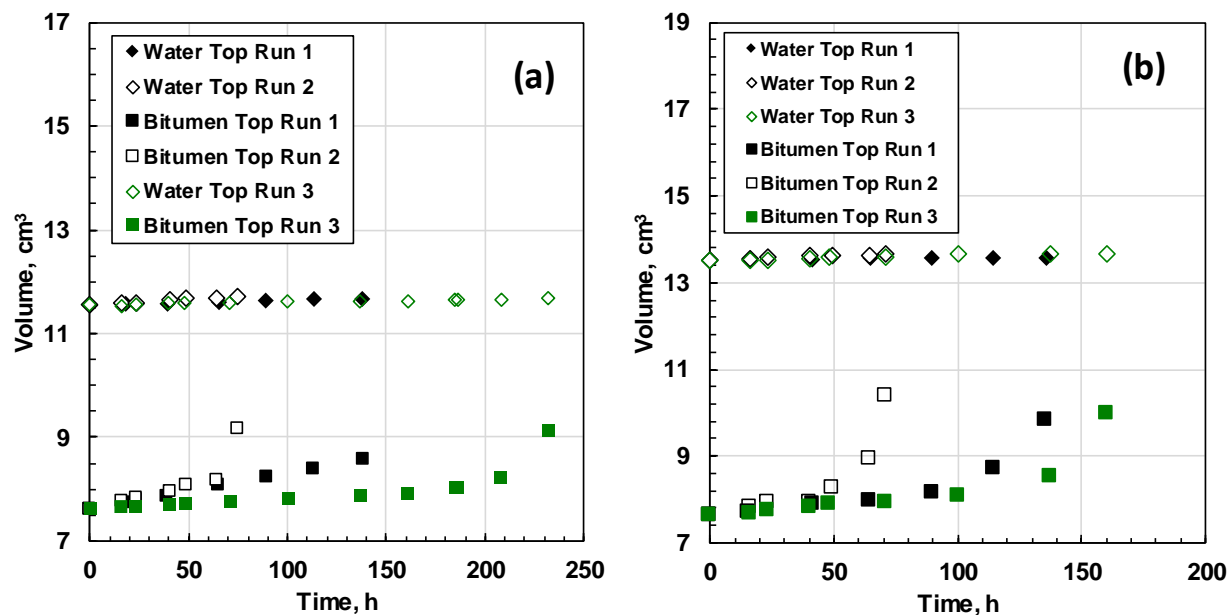 17
15
13
11
9
7
Volume, cm³
Water Top Run 1
Water Top Run 2
Bitumen Top Run 1
Bitumen Top Run 2
Water Top Run 3
Bitumen Top Run 3
(a)
0 50 100 150 200 250
Time, h
19
17
15
13
11
9
7
Volume, cm³
Water Top Run 1
Water Top Run 2
Water Top Run 3
Bitumen Top Run 1
Bitumen Top Run 2
Bitumen Top Run 3
(b)
0 50 100 150 200
Time, h